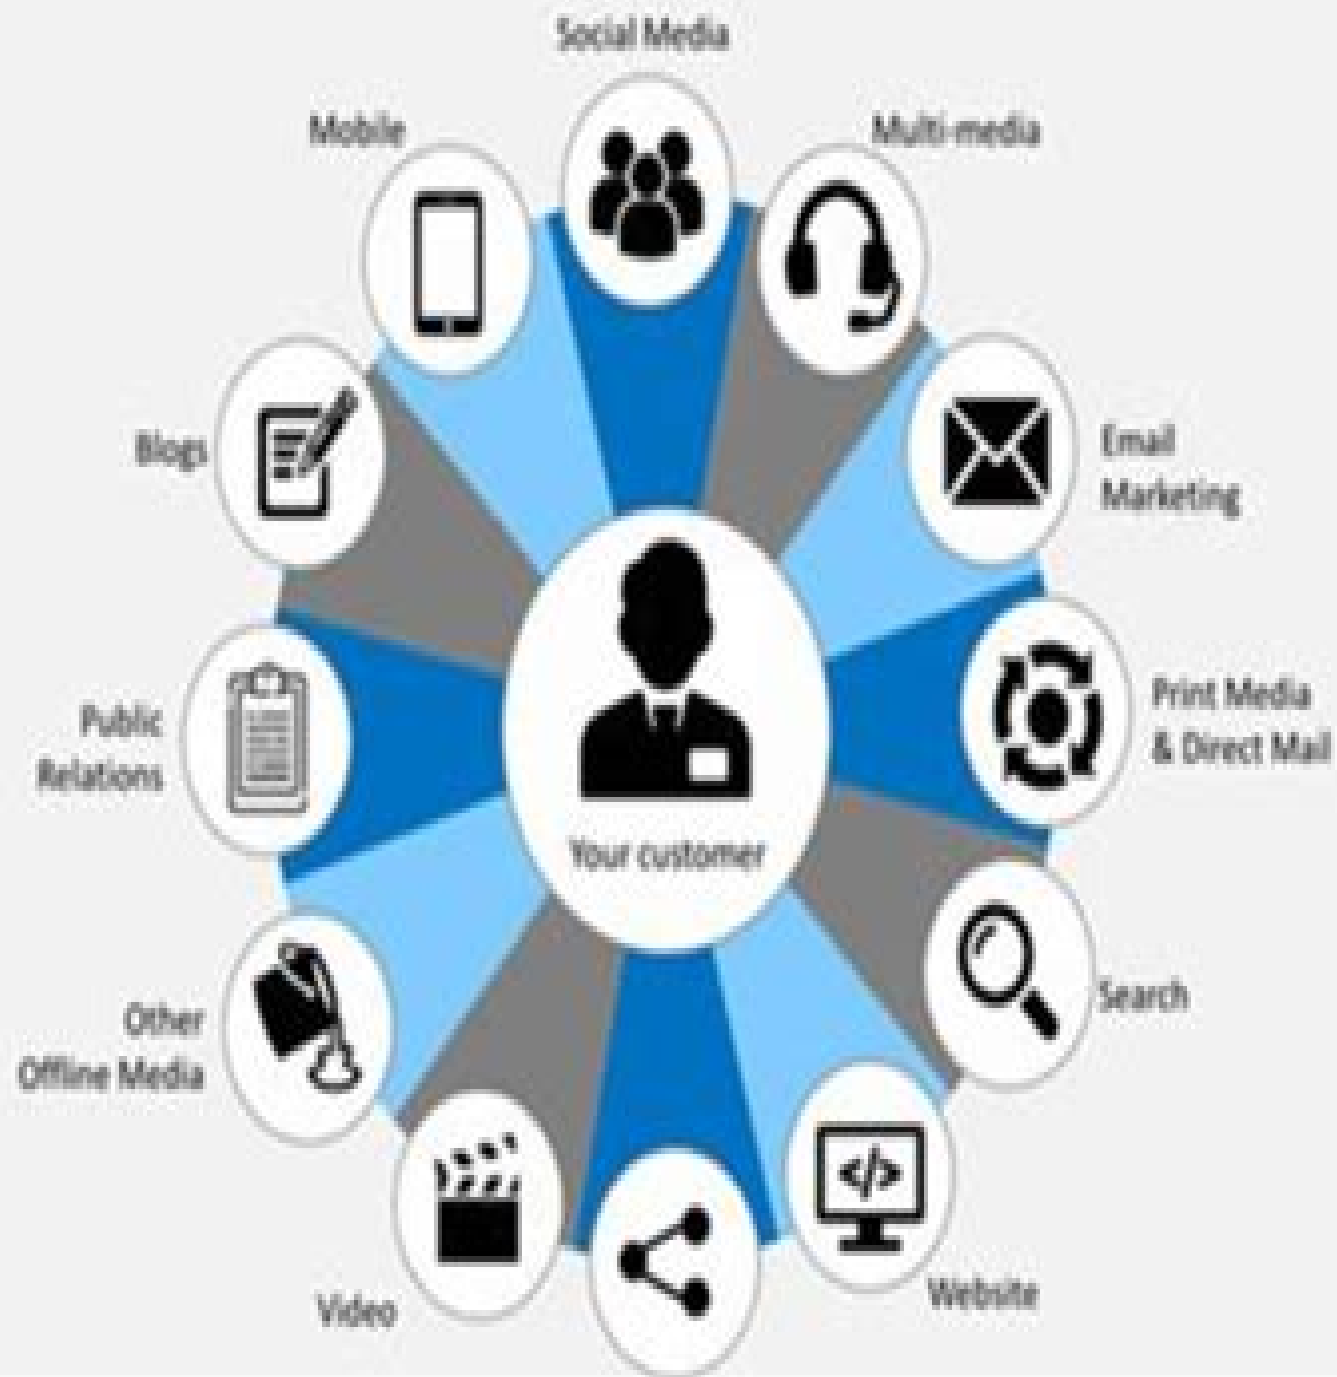 Social Media
Mobile
Multi-media
Blogs
Email
Marketing
Public
Relations
Print Media
& Direct Mail
Your customer
Other
Offline Media
Search
Video
Website
</>